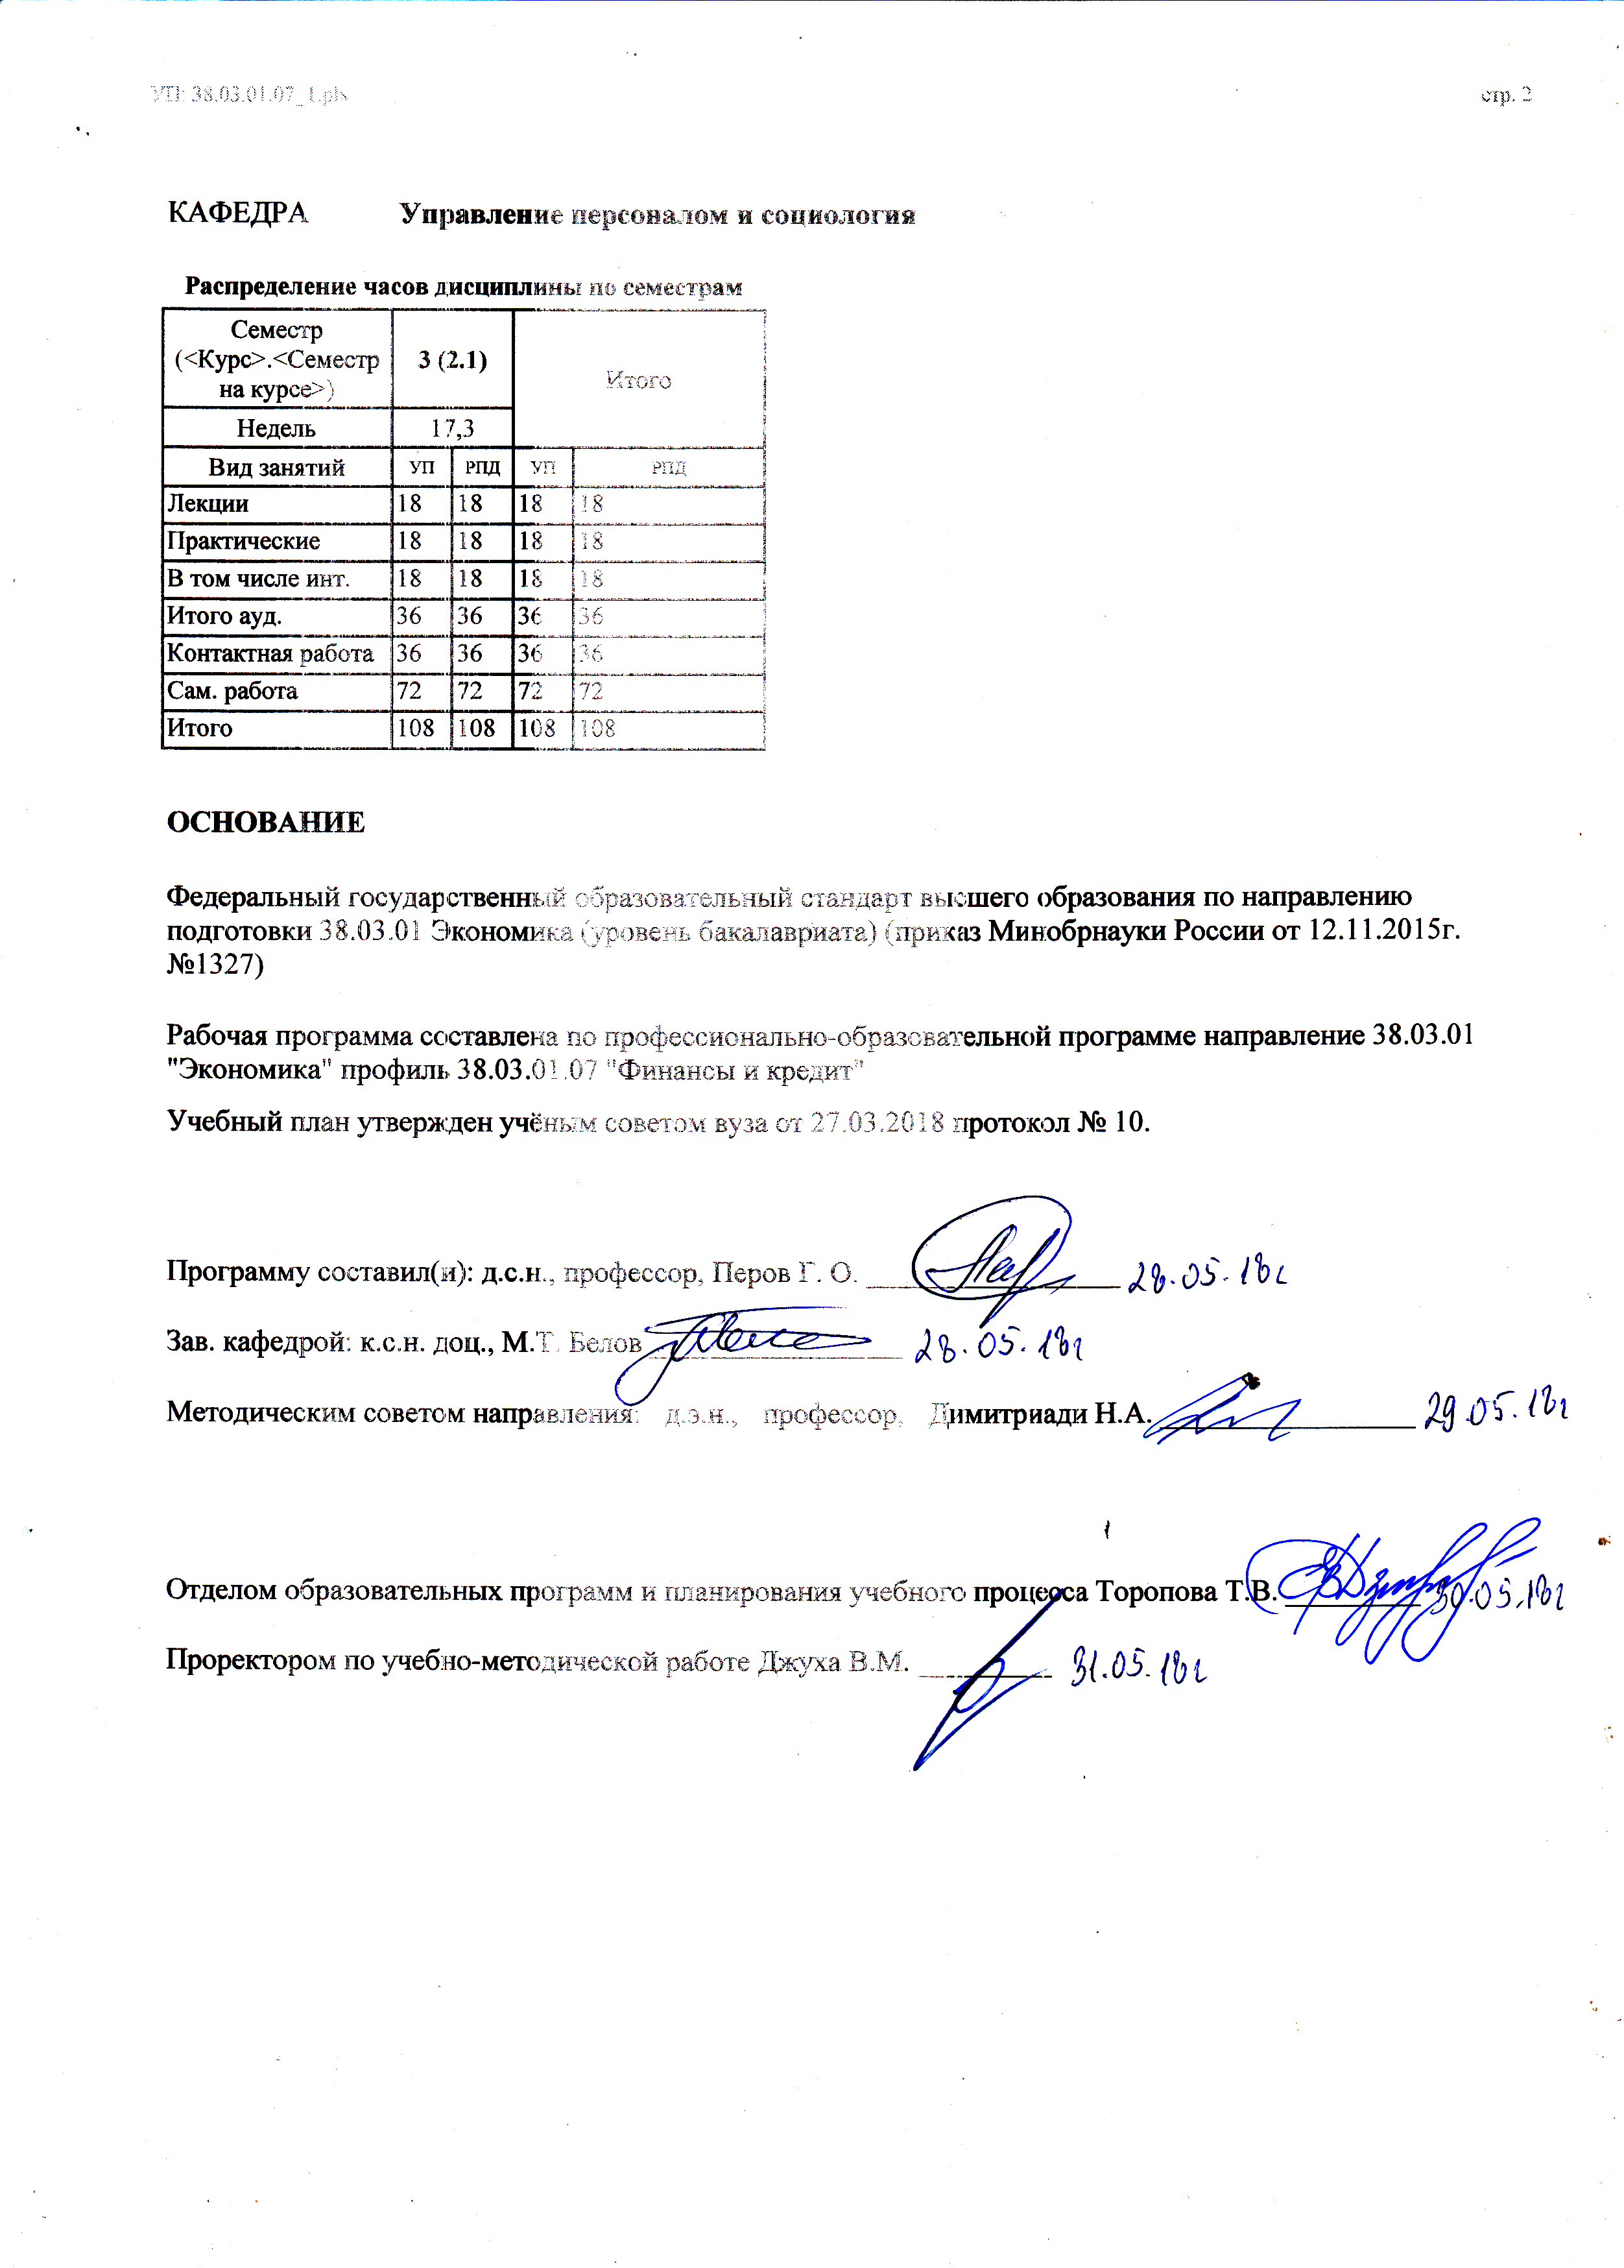 УП: 38.03.01.07_1.plx
стр. 2
КАФЕДРА Управление персоналом и социология
Распределение часов дисциплины по семестрам
Семестр (<Курс>.<Семестр на курсе>) 3 (2.1) Итого
Недель 17,3
Вид занятий УП РПД УП РПД
Лекции 18 18 18 18
Практические 18 18 18 18
В том числе инт. 18 18 18 18
Итого ауд. 36 36 36 36
Контактная работа 36 36 36 36
Сам. работа 72 72 72 72
Итого 108 108 108 108
ОСНОВАНИЕ
Федеральный государственный образовательный стандарт высшего образования по направлению
подготовки 38.03.01 Экономика (уровень бакалавриата) (приказ Минобрнауки России от 12.11.2015г.
№1327)
Рабочая программа составлена по профессионально-образовательной программе направление 38.03.01
"Экономика" профиль 38.03.01.07 "Финансы и кредит"
Учебный план утвержден учёным советом вуза от 27.03.2018 протокол № 10.
Программу составил(и): д.с.н., профессор, Перов Г. О. 28.05.18г
Зав. кафедрой: к.с.н. доц., М.Т. Белов 28.05.18г
Методическим советом направления: д.э.н., профессор, Димитриади Н.А. 29.05.18г
Отделом образовательных программ и планирования учебного процесса Торопова Т.В. 30.05.18г
Проректором по учебно-методической работе Джуха В.М. 31.05.18г